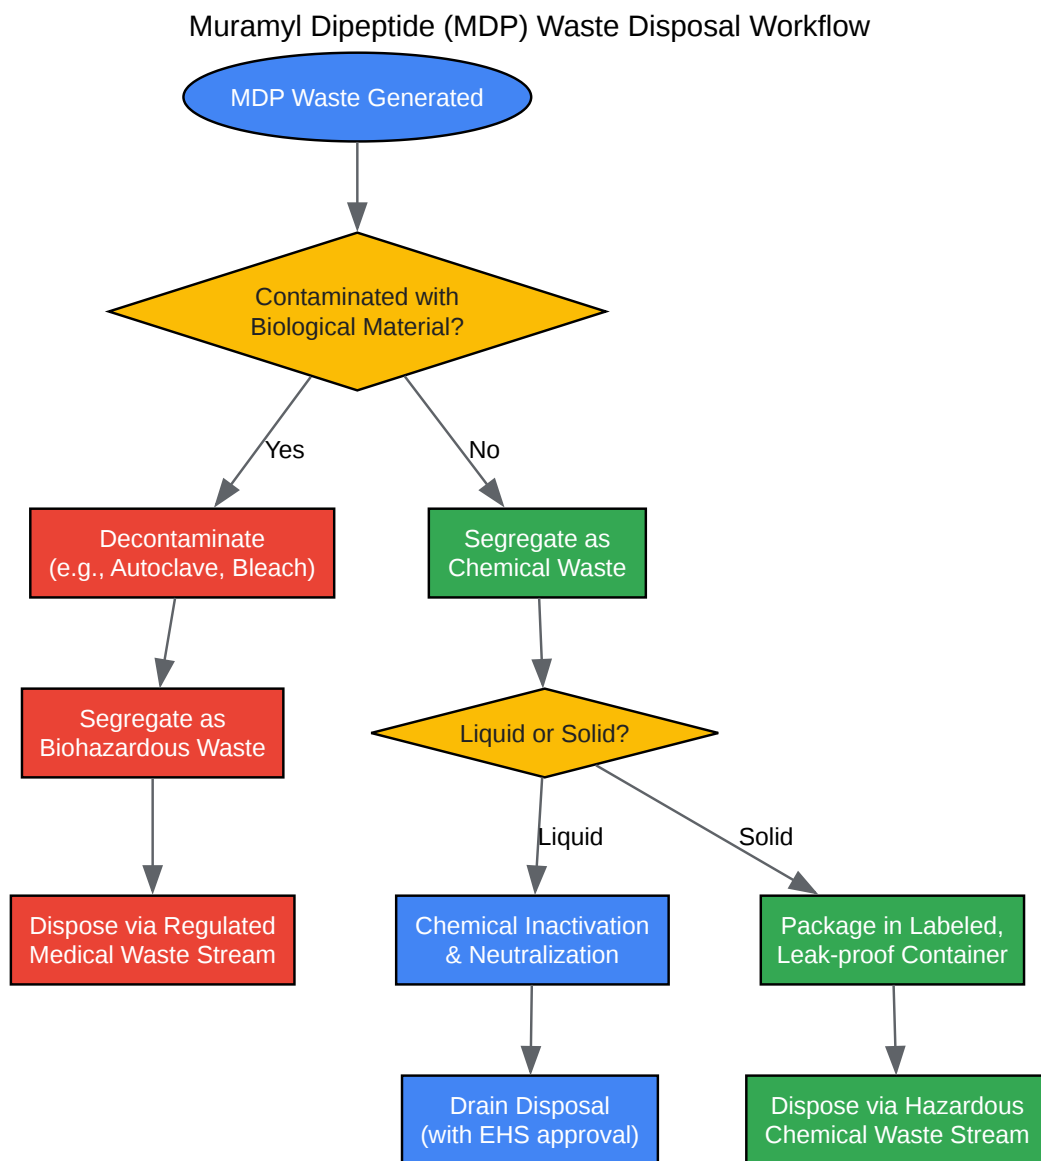 Muramyl Dipeptide (MDP) Waste Disposal Workflow
MDP Waste Generated
Contaminated with
Biological Material?
Yes
No
Decontaminate
(e.g., Autoclave, Bleach)
Segregate as
Chemical Waste
Segregate as
Biohazardous Waste
Liquid or Solid?
Liquid
Solid
Dispose via Regulated
Medical Waste Stream
Chemical Inactivation
& Neutralization
Package in Labeled,
Leak-proof Container
Drain Disposal
(with EHS approval)
Dispose via Hazardous
Chemical Waste Stream